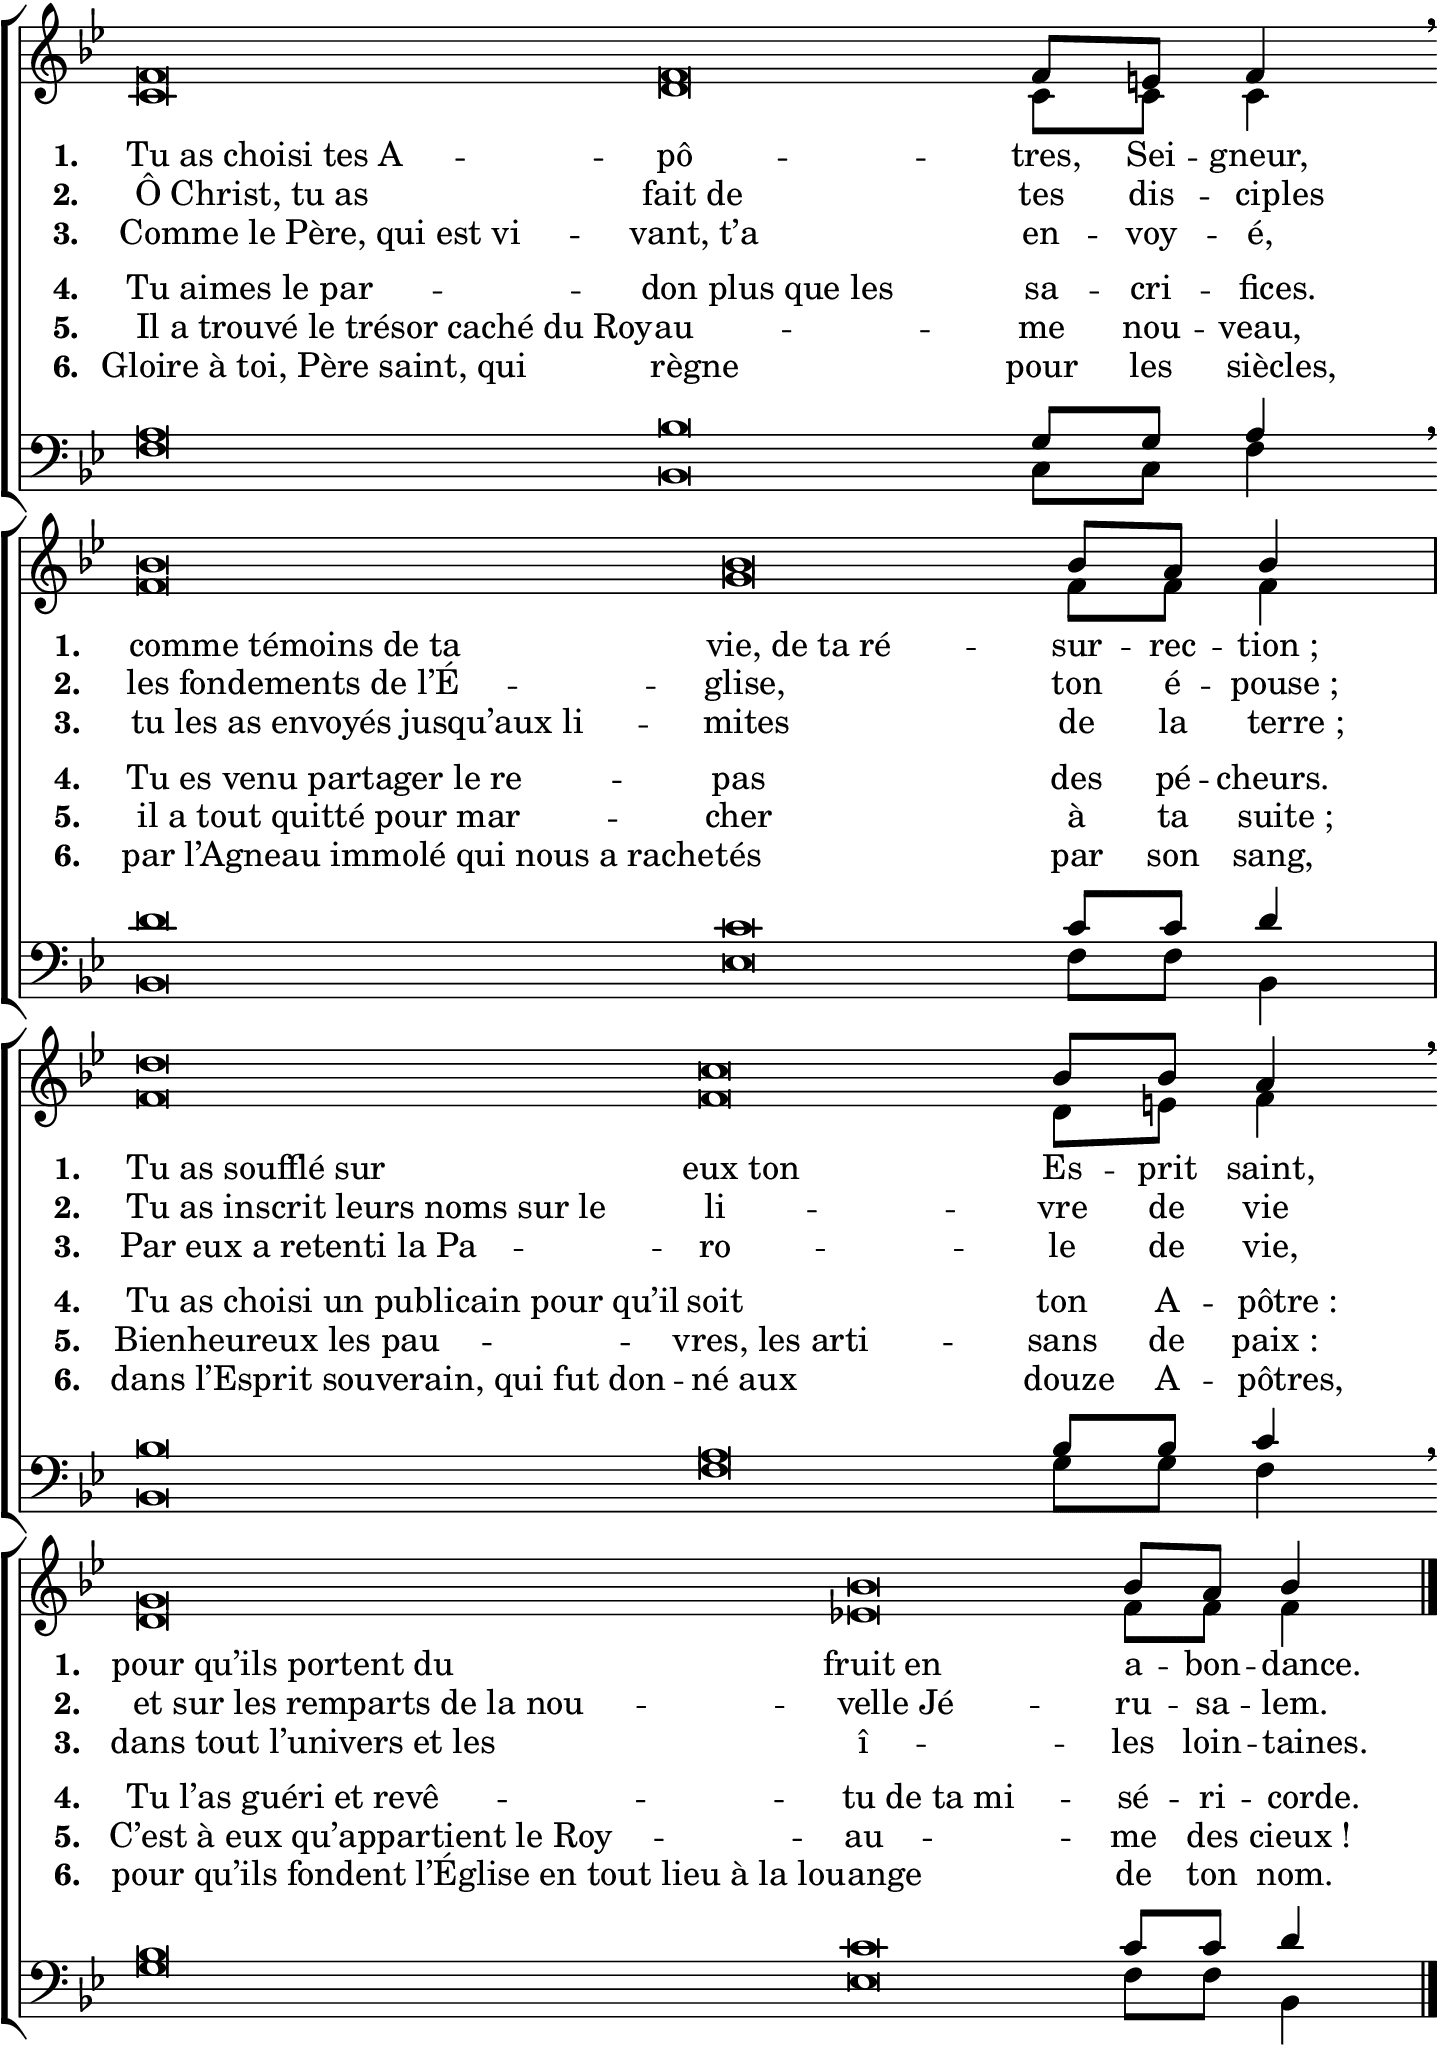 1. Tu as choisi tes A -- pô -- tres, Sei -- gneur,
2. Ô Christ, tu as fait de tes dis -- ciples
3. Comme le Père, qui est vi -- vant, t’a en -- voy -- é,
4. Tu aimes le par -- don plus que les sa -- cri -- fices.
5. Il a trouvé le trésor caché du Royau -- me nou -- veau,
6. Gloire à toi, Père saint, qui règne pour les siècles,
1. comme témoins de ta vie, de ta ré -- sur -- rec -- tion ;
2. les fondements de l’É -- glise, ton é -- pouse ;
3. tu les as envoyés jusqu’aux li -- mites de la terre ;
4. Tu es venu partager le re -- pas des pé -- cheurs.
5. il a tout quitté pour mar -- cher à ta suite ;
6. par l’Agneau immolé qui nous a rachetés par son sang,
1. Tu as soufflé sur eux ton Es -- prit saint,
2. Tu as inscrit leurs noms sur le li -- vre de vie
3. Par eux a retenti la Pa -- ro -- le de vie,
4. Tu as choisi un publicain pour qu’il soit ton A -- pôtre :
5. Bienheureux les pau -- vres, les arti -- sans de paix :
6. dans l’Esprit souverain, qui fut don -- né aux douze A -- pôtres,
1. pour qu’ils portent du fruit en a -- bon -- dance.
2. et sur les remparts de la nou -- velle Jé -- ru -- sa -- lem.
3. dans tout l’univers et les î -- les loin -- taines.
4. Tu l’as guéri et revê -- tu de ta mi -- sé -- ri -- corde.
5. C’est à eux qu’appartient le Roy -- au -- me des cieux !
6. pour qu’ils fondent l’Église en tout lieu à la louange de ton nom.